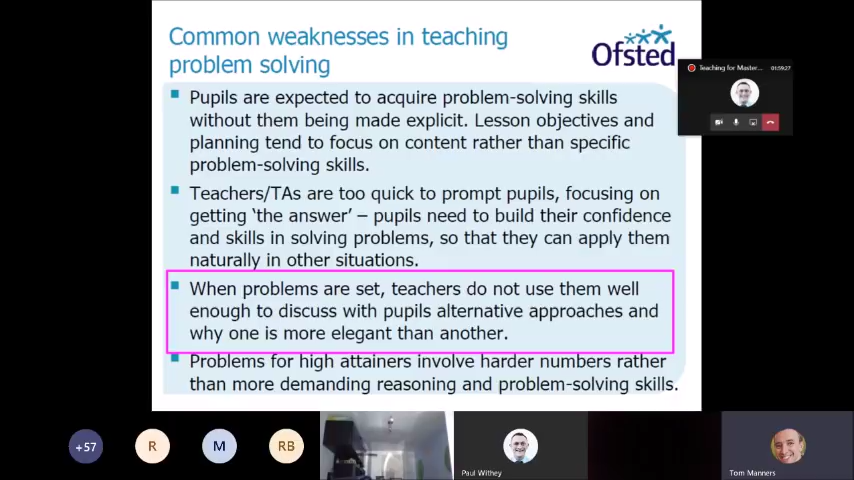 Common weaknesses in teaching
problem solving
Ofsted
Teaching for Master...
01:59:27
Pupils are expected to acquire problem-solving skills
without them being made explicit. Lesson objectives and
planning tend to focus on content rather than specific
problem-solving skills.
Teachers/TAs are too quick to prompt pupils, focusing on
getting ‘the answer’ – pupils need to build their confidence
and skills in solving problems, so that they can apply them
naturally in other situations.
When problems are set, teachers do not use them well
enough to discuss with pupils alternative approaches and
why one is more elegant than another.
Problems for high attainers involve harder numbers rather
than more demanding reasoning and problem-solving skills.
+57
R
M
RB
Paul Withey
Tom Manners